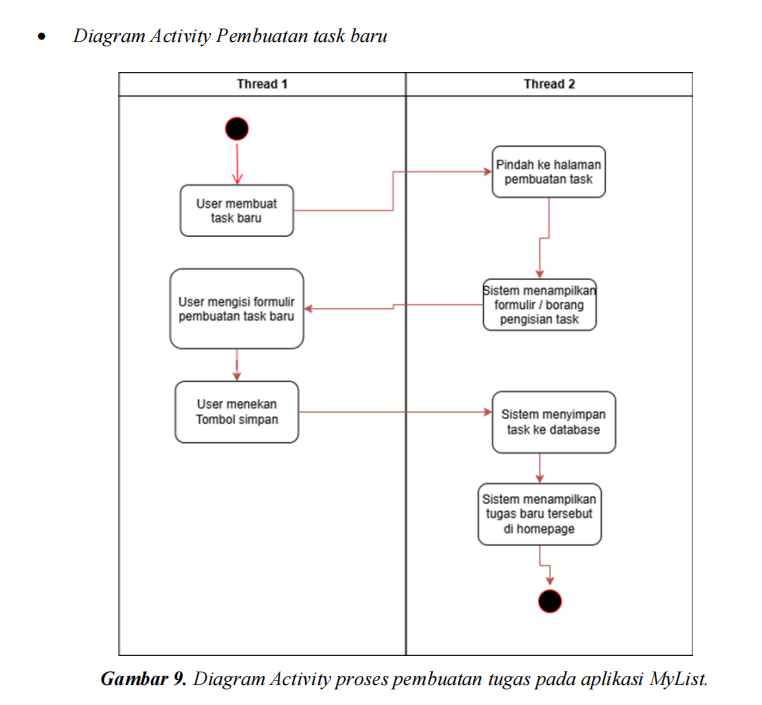 • Diagram Activity Pembuatan task baru
Thread 1
Thread 2
User membuat
task baru
Pindah ke halaman
pembuatan task
Sistem menampilkan
formulir / borang
pengisian task
User mengisi formulir
pembuatan task baru
User menekan
Tombol simpan
Sistem menyimpan
task ke database
Sistem menampilkan
tugas baru tersebut
di homepage
Gambar 9. Diagram Activity proses pembuatan tugas pada aplikasi MyList.